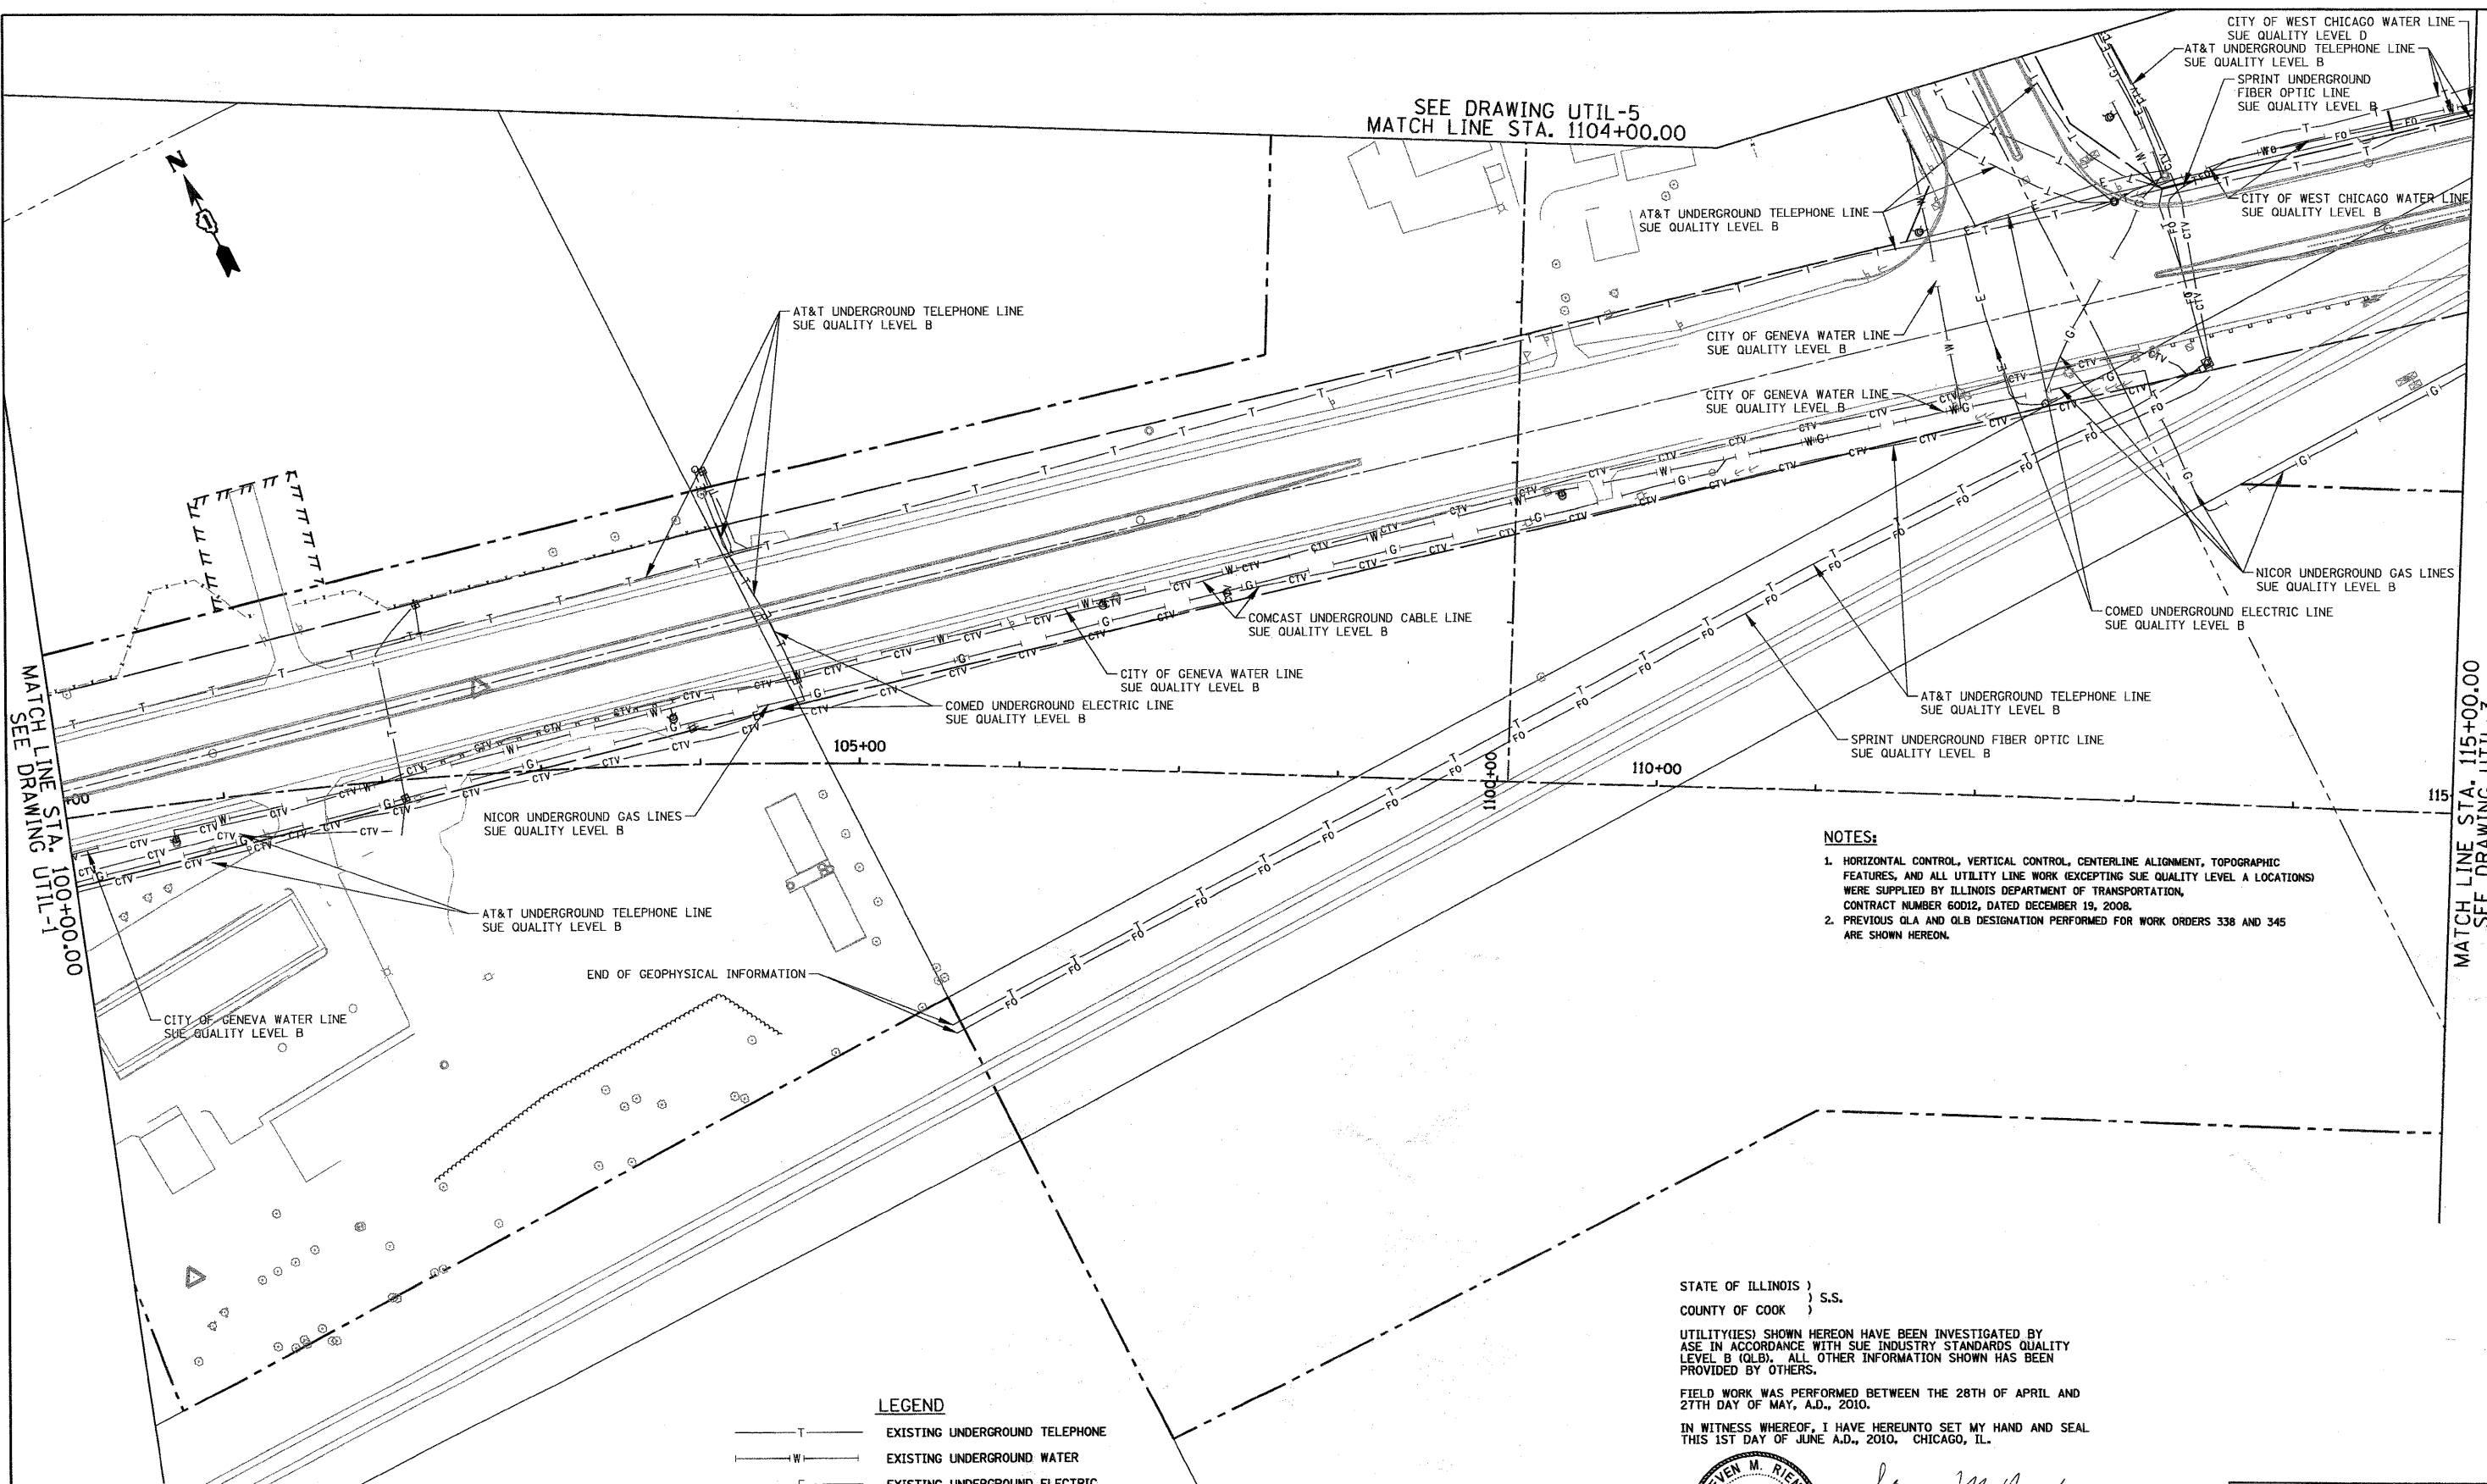 CITY OF WEST CHICAGO WATER LINE
SUE QUALITY LEVEL D
AT&T UNDERGROUND TELEPHONE LINE
SUE QUALITY LEVEL B
SPRINT UNDERGROUND
FIBER OPTIC LINE
SUE QUALITY LEVEL B
SEE DRAWING UTIL-5
MATCH LINE STA. 1104+00.00
N
CITY OF WEST CHICAGO WATER LINE
SUE QUALITY LEVEL B
AT&T UNDERGROUND TELEPHONE LINE
SUE QUALITY LEVEL B
AT&T UNDERGROUND TELEPHONE LINE
SUE QUALITY LEVEL B
CITY OF GENEVA WATER LINE
SUE QUALITY LEVEL B
CITY OF GENEVA WATER LINE
SUE QUALITY LEVEL B
NICOR UNDERGROUND GAS LINES
SUE QUALITY LEVEL B
COMED UNDERGROUND ELECTRIC LINE
SUE QUALITY LEVEL B
COMCAST UNDERGROUND CABLE LINE
SUE QUALITY LEVEL B
CITY OF GENEVA WATER LINE
SUE QUALITY LEVEL B
COMED UNDERGROUND ELECTRIC LINE
SUE QUALITY LEVEL B
AT&T UNDERGROUND TELEPHONE LINE
SUE QUALITY LEVEL B
SPRINT UNDERGROUND FIBER OPTIC LINE
SUE QUALITY LEVEL B
MATCH LINE STA. 100+00.00
SEE DRAWING UTIL-1
+00
105+00
1100+00
110+00
115
MATCH LINE STA. 115+00.00
SEE DRAWING UTIL-3
NICOR UNDERGROUND GAS LINES
SUE QUALITY LEVEL B
AT&T UNDERGROUND TELEPHONE LINE
SUE QUALITY LEVEL B
END OF GEOPHYSICAL INFORMATION
CITY OF GENEVA WATER LINE
SUE QUALITY LEVEL B
NOTES:
1. HORIZONTAL CONTROL, VERTICAL CONTROL, CENTERLINE ALIGNMENT, TOPOGRAPHIC
FEATURES, AND ALL UTILITY LINE WORK (EXCEPTING SUE QUALITY LEVEL A LOCATIONS)
WERE SUPPLIED BY ILLINOIS DEPARTMENT OF TRANSPORTATION,
CONTRACT NUMBER 60D12, DATED DECEMBER 19, 2008.
2. PREVIOUS QLA AND QLB DESIGNATION PERFORMED FOR WORK ORDERS 338 AND 345
ARE SHOWN HEREON.
STATE OF ILLINOIS )
) S.S.
COUNTY OF COOK )
UTILITY(IES) SHOWN HEREON HAVE BEEN INVESTIGATED BY
ASE IN ACCORDANCE WITH SUE INDUSTRY STANDARDS QUALITY
LEVEL B (QLB). ALL OTHER INFORMATION SHOWN HAS BEEN
PROVIDED BY OTHERS.
FIELD WORK WAS PERFORMED BETWEEN THE 28TH OF APRIL AND
27TH DAY OF MAY, A.D., 2010.
IN WITNESS WHEREOF, I HAVE HEREUNTO SET MY HAND AND SEAL
THIS 1ST DAY OF JUNE A.D., 2010, CHICAGO, IL.
LEGEND
T EXISTING UNDERGROUND TELEPHONE
W EXISTING UNDERGROUND WATER
E EXISTING UNDERGROUND ELECTRIC